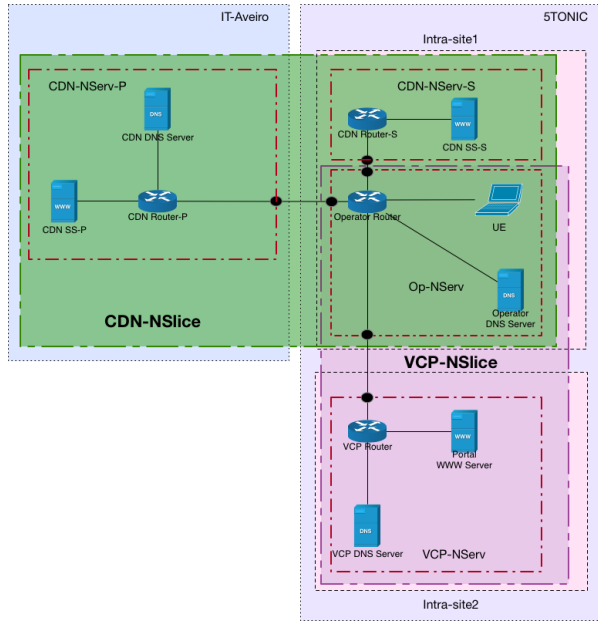 IT-Aveiro
5TONIC
Intra-site1
CDN-NServ-P
DNS
CDN DNS Server
WWW
CDN SS-P
CDN Router-P
CDN-NServ-S
CDN Router-S
WWW
CDN SS-S
Operator Router
UE
Op-NServ
DNS
Operator
DNS Server
CDN-NSlice
VCP-NSlice
VCP Router
WWW
Portal
WWW Server
DNS
VCP DNS Server
VCP-NServ
Intra-site2